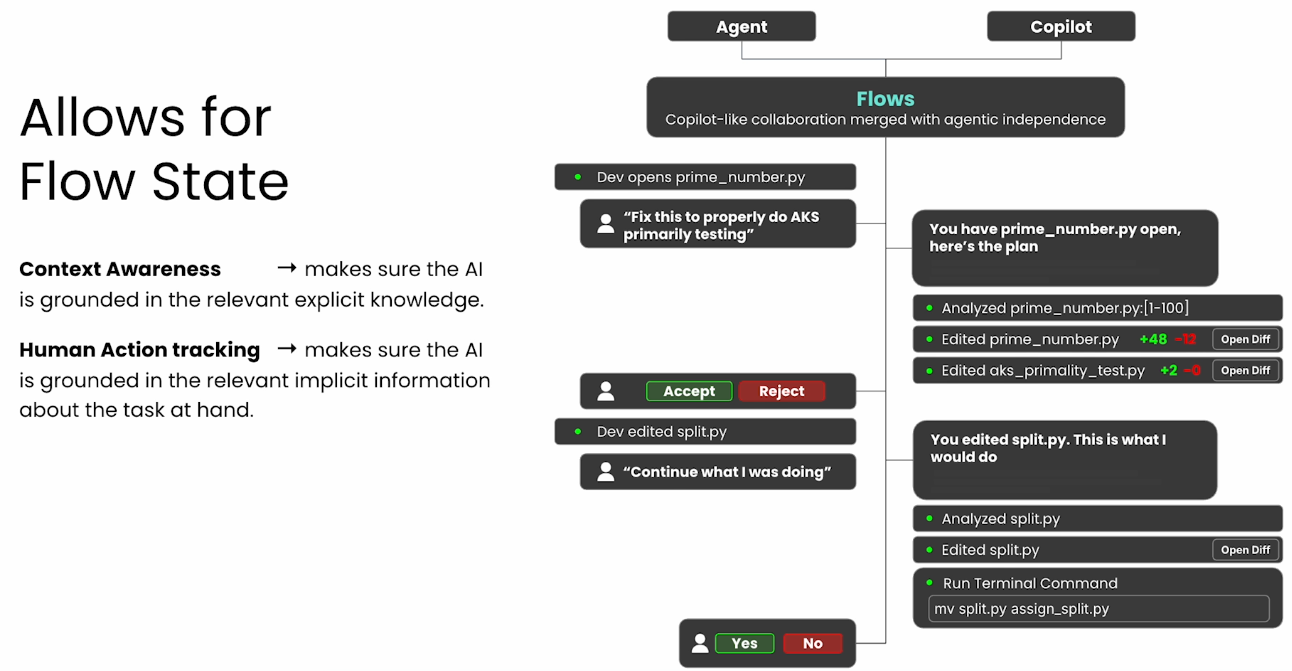 Allows for
Flow State
Context Awareness → makes sure the AI
is grounded in the relevant explicit knowledge.
Human Action tracking → makes sure the AI
is grounded in the relevant implicit information
about the task at hand.
Agent
Copilot
Flows
Copilot-like collaboration merged with agentic independence
Dev opens prime_number.py
“Fix this to properly do AKS
primarily testing”
You have prime_number.py open,
here’s the plan
Analyzed prime_number.py:[1-100]
Edited prime_number.py +48 -12 Open Diff
Edited aks_primality_test.py +2 -0 Open Diff
Accept Reject
Dev edited split.py
“Continue what I was doing”
You edited split.py. This is what I
would do
Analyzed split.py
Edited split.py Open Diff
Run Terminal Command
mv split.py assign_split.py
Yes No